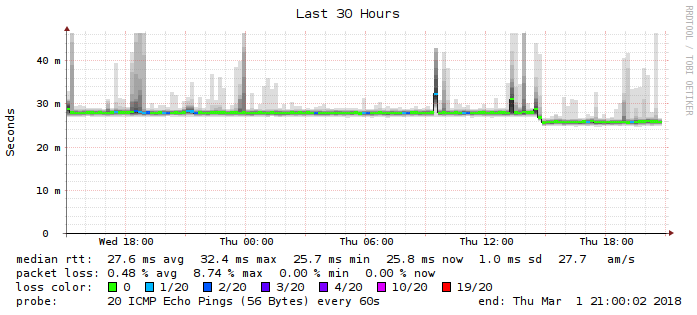 Last 30 Hours
RRDTOOL / TOBI OETIKER
Seconds
40 m
30 m
20 m
10 m
0
Wed 18:00 Thu 00:00 Thu 06:00 Thu 12:00 Thu 18:00
median rtt: 27.6 ms avg 32.4 ms max 25.7 ms min 25.8 ms now 1.0 ms sd 27.7 am/s
packet loss: 0.48 % avg 8.74 % max 0.00 % min 0.00 % now
loss color: 0 1/20 2/20 3/20 4/20 10/20 19/20
probe: 20 ICMP Echo Pings (56 Bytes) every 60s end: Thu Mar 1 21:00:02 2018